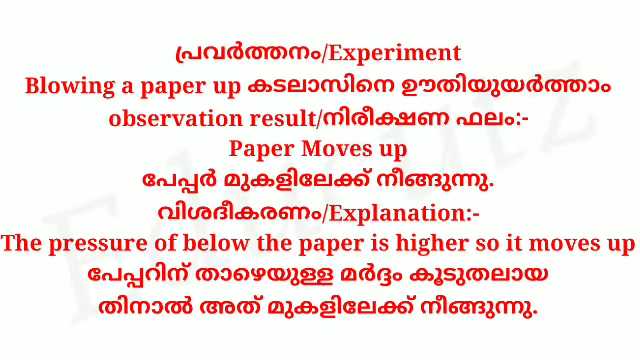 പ്രവർത്തനം/Experiment
Blowing a paper up കടലാസിനെ ഊതിയുയർത്താം
observation result/നിരീക്ഷണ ഫലം:-
Paper Moves up
പേപ്പർ മുകളിലേക്ക് നീങ്ങുന്നു.
വിശദീകരണം/Explanation:-
The pressure of below the paper is higher so it moves up
പേപ്പറിന് താഴെയുള്ള മർദ്ദം കൂടുതലായ
തിനാൽ അത് മുകളിലേക്ക് നീങ്ങുന്നു.